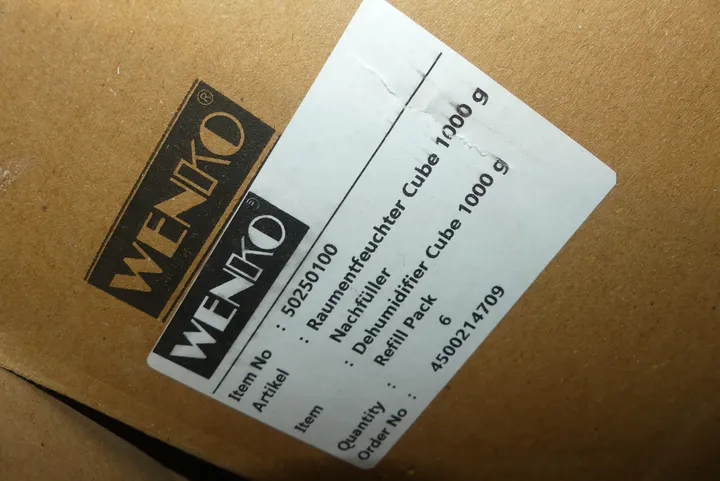 WENKO®
WENKO®
Item No : 50250100
Artikel : Raumentfeuchter Cube 1000 g
Nachfüller
Item : Dehumidifier Cube 1000 g
Refill Pack
Quantity : 6
Order No : 4500214709